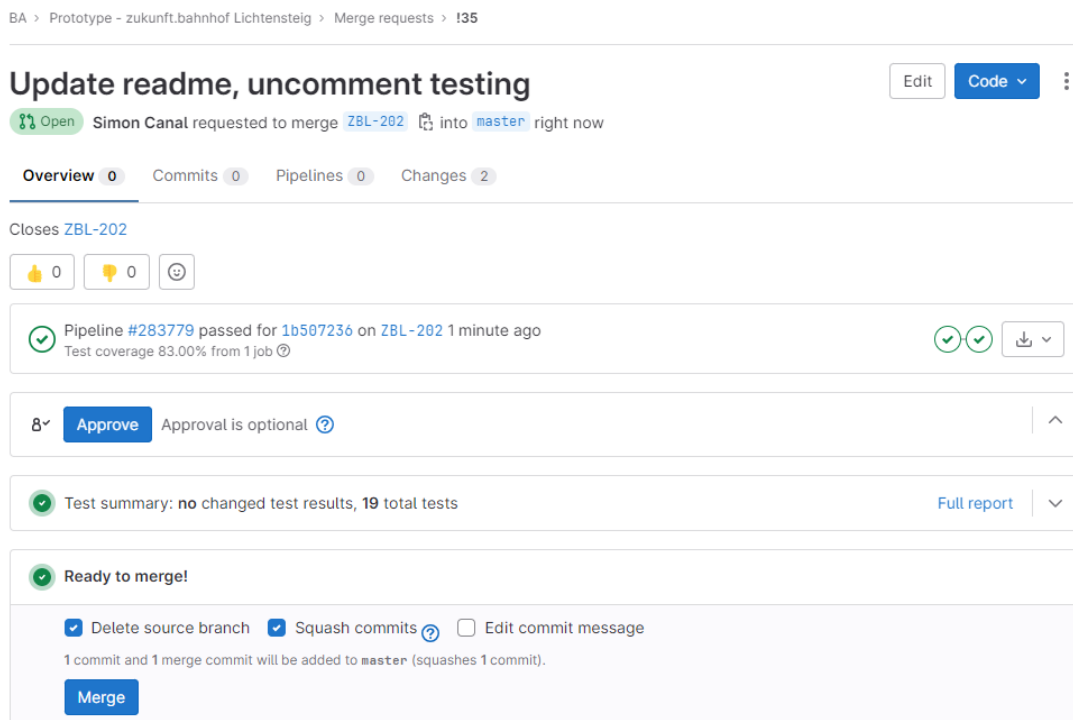 BA > Prototype - zukunft.bahnhof Lichtensteig > Merge requests > !35
Update readme, uncomment testing
Edit
Code
Open Simon Canal requested to merge ZBL-202 into master right now
Overview 0 Commits 0 Pipelines 0 Changes 2
Closes ZBL-202
0 0
Pipeline #283779 passed for 1b507236 on ZBL-202 1 minute ago
Test coverage 83.00% from 1 job ?
Approve Approval is optional ?
Test summary: no changed test results, 19 total tests
Full report
Ready to merge!
Delete source branch Squash commits ? Edit commit message
1 commit and 1 merge commit will be added to master (squashes 1 commit).
Merge